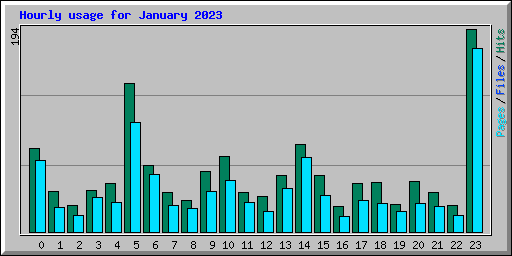 Hourly usage for January 2023
194
Pages/Files/Hits
0 1 2 3 4 5 6 7 8 9 10 11 12 13 14 15 16 17 18 19 20 21 22 23